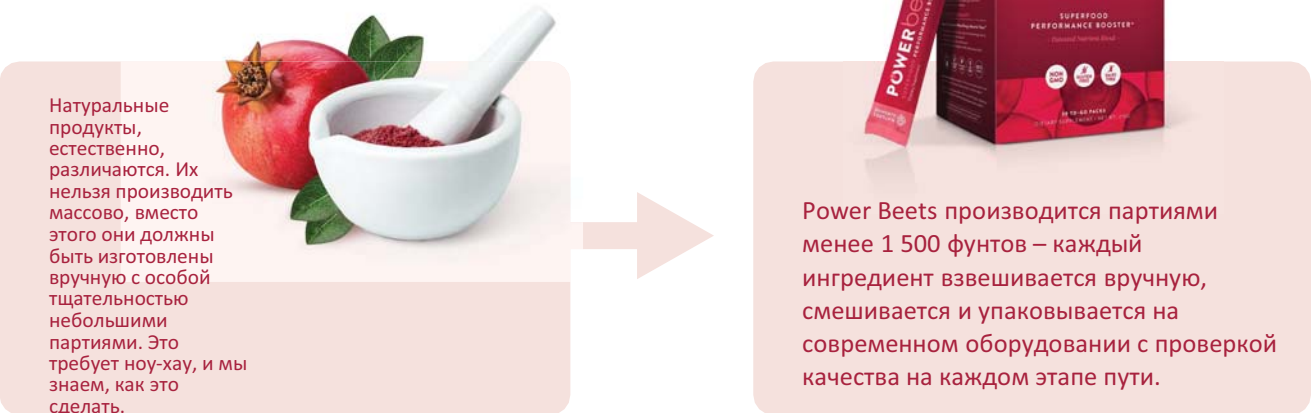 Натуральные
продукты,
естественно,
различаются. Их
нельзя производить
массово, вместо
этого они должны
быть изготовлены
вручную с особой
тщательностью
небольшими
партиями. Это
требует ноу-хау, и мы
знаем, как это
сделать.
POWER
SUPERFOOD
PERFORMANCE BOOSTER*
NON
GMO
Power Beets производится партиями
менее 1 500 фунтов – каждый
ингредиент взвешивается вручную,
смешивается и упаковывается на
современном оборудовании с проверкой
качества на каждом этапе пути.